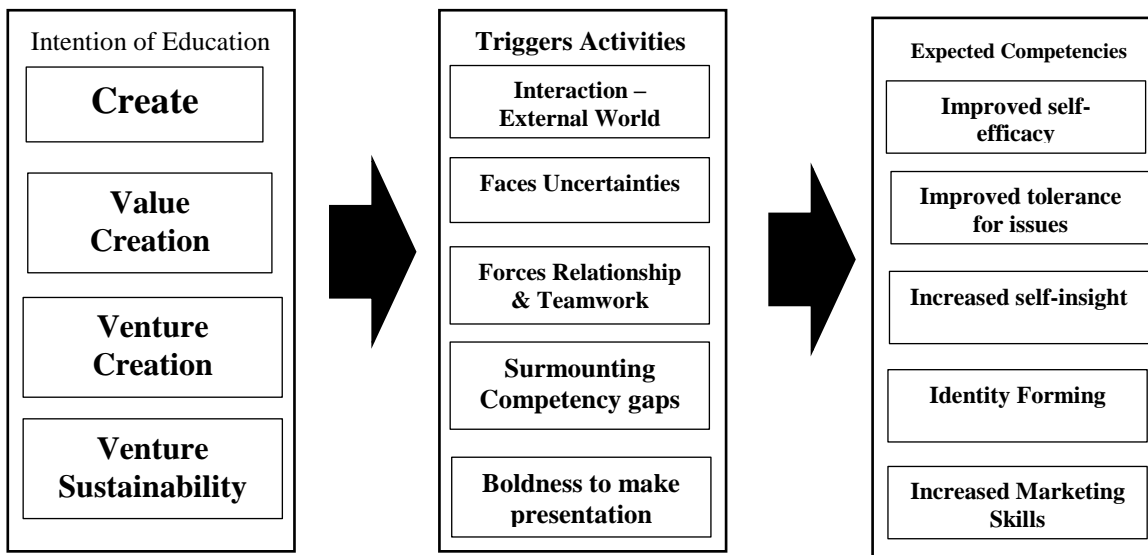 Intention of Education
Create
Value
Creation
Venture
Creation
Venture
Sustainability
Triggers Activities
Interaction –
External World
Faces Uncertainties
Forces Relationship
& Teamwork
Surmounting
Competency gaps
Boldness to make
presentation
Expected Competencies
Improved self-
efficacy
Improved tolerance
for issues
Increased self-insight
Identity Forming
Increased Marketing
Skills